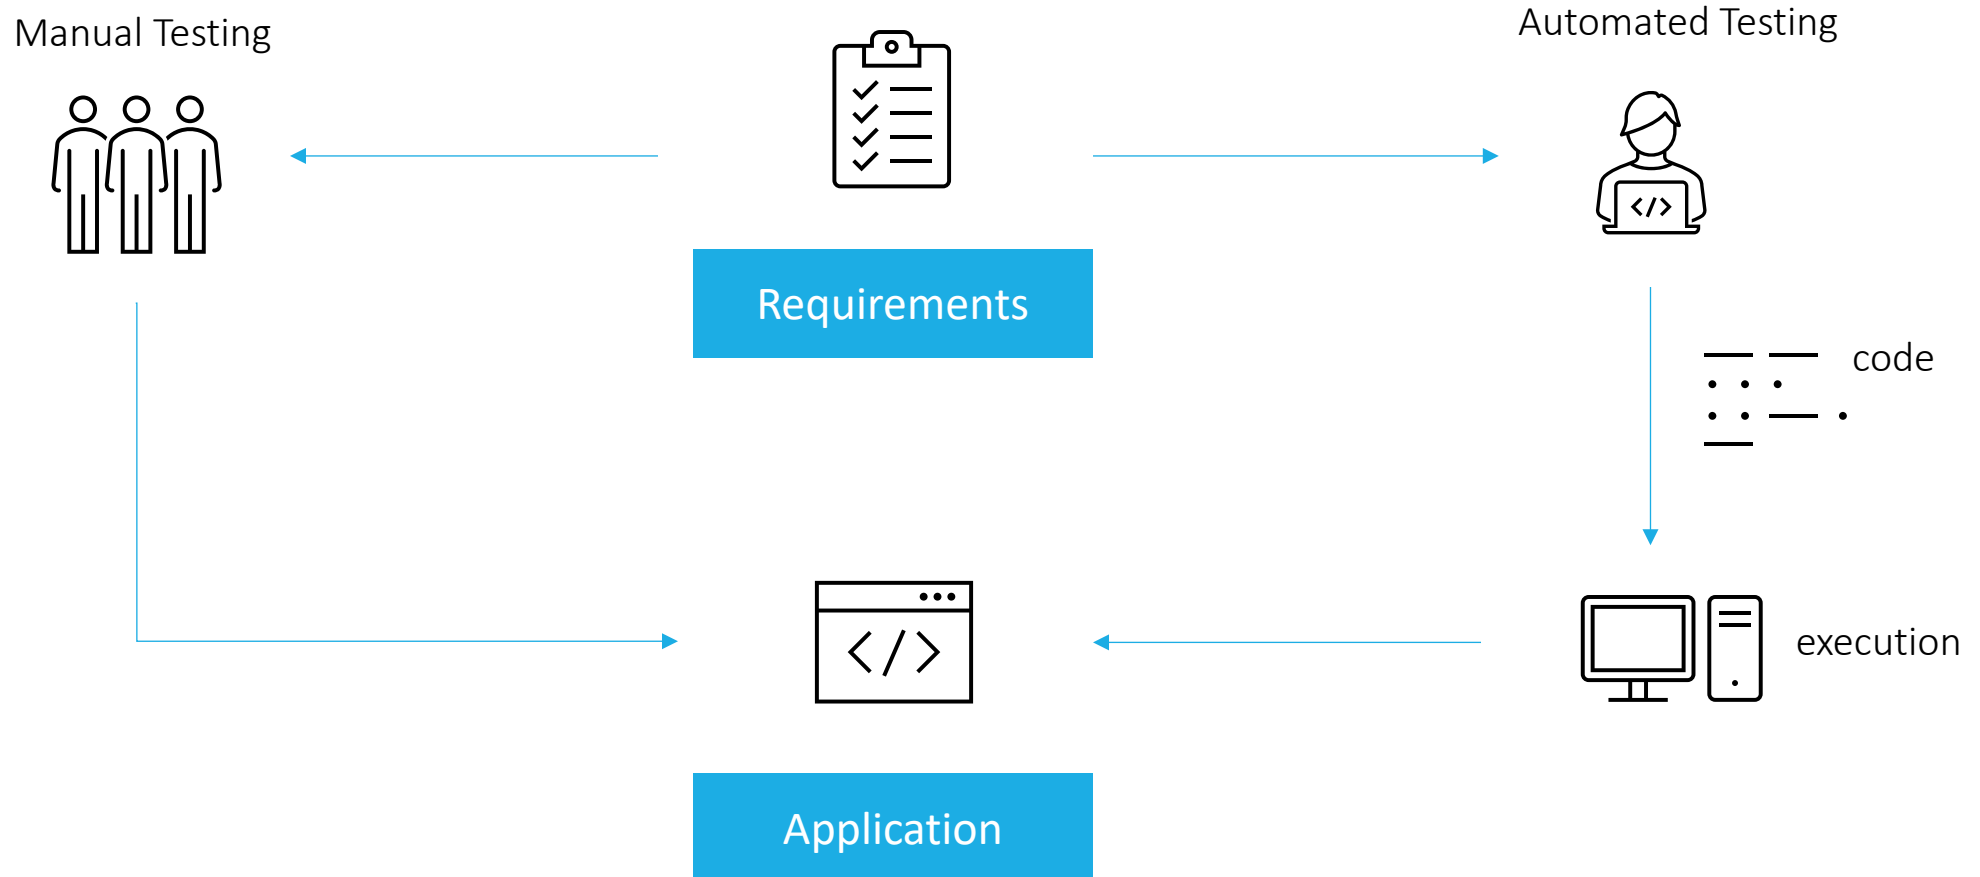 Manual Testing
Automated Testing
Requirements
code
execution
Application